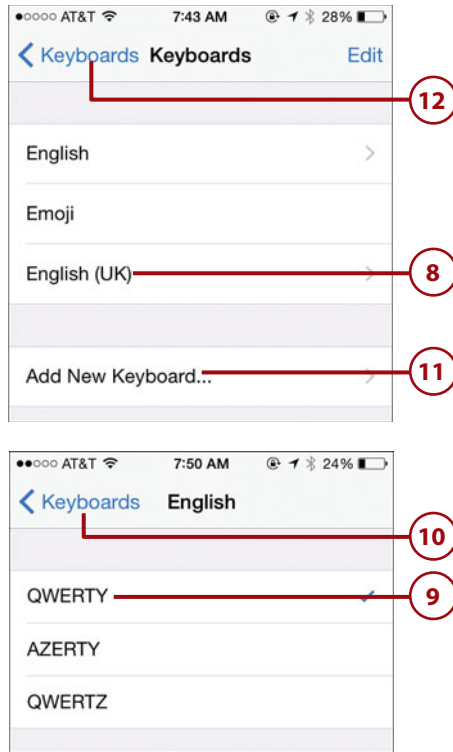 AT&T 7:43 AM 28%
Keyboards Keyboards Edit
12
English
Emoji
English (UK)
8
Add New Keyboard...
11
AT&T 7:50 AM 24%
Keyboards English
10
QWERTY
9
AZERTY
QWERTZ